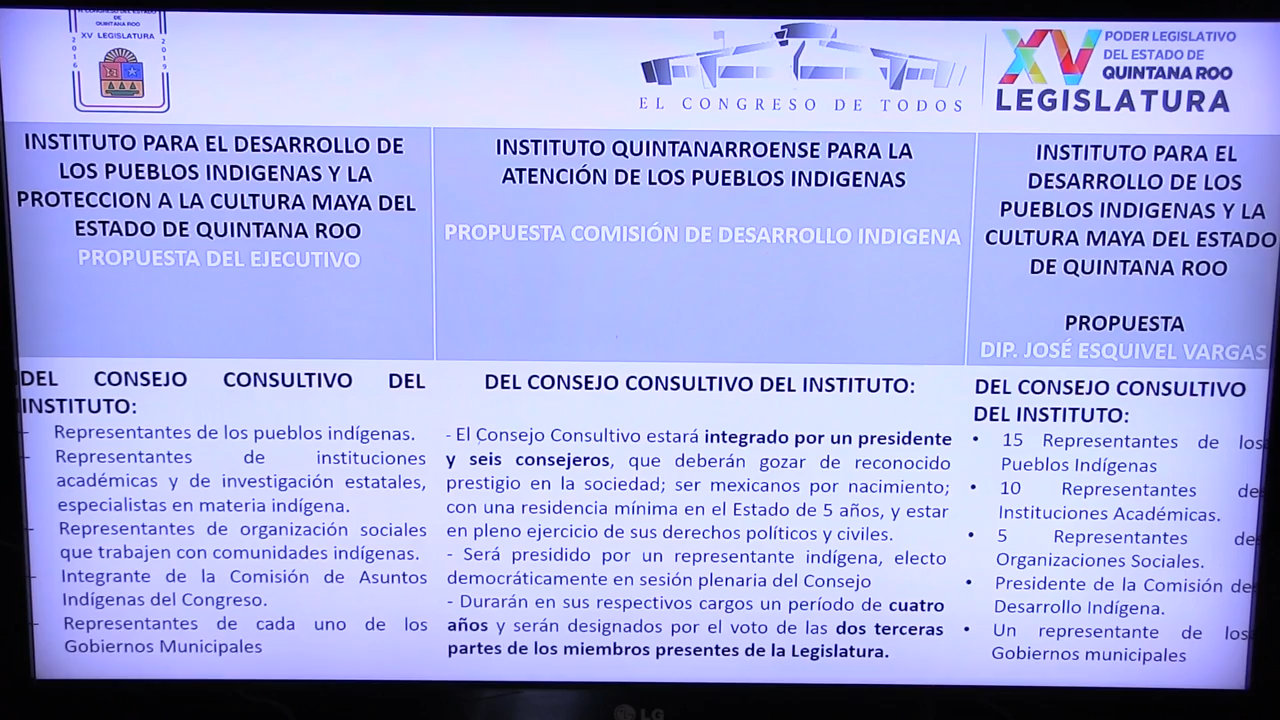 QUINTANA ROO
XV LEGISLATURA
2016
2019
EL CONGRESO DE TODOS
XV
PODER LEGISLATIVO
DEL ESTADO DE
QUINTANA ROO
LEGISLATURA
INSTITUTO PARA EL DESARROLLO DE
LOS PUEBLOS INDIGENAS Y LA
PROTECCION A LA CULTURA MAYA DEL
ESTADO DE QUINTANA ROO
PROPUESTA DEL EJECUTIVO
INSTITUTO QUINTANARROENSE PARA LA
ATENCIÓN DE LOS PUEBLOS INDIGENAS
PROPUESTA COMISIÓN DE DESARROLLO INDIGENA
INSTITUTO PARA EL
DESARROLLO DE LOS
PUEBLOS INDIGENAS Y LA
CULTURA MAYA DEL ESTADO
DE QUINTANA ROO
PROPUESTA
DIP. JOSÉ ESQUIVEL VARGAS
DEL CONSEJO CONSULTIVO DEL
INSTITUTO:
- Representantes de los pueblos indígenas.
- Representantes de instituciones
académicas y de investigación estatales,
especialistas en materia indígena.
- Representantes de organización sociales
que trabajen con comunidades indígenas.
- Integrante de la Comisión de Asuntos
Indígenas del Congreso.
- Representantes de cada uno de los
Gobiernos Municipales
DEL CONSEJO CONSULTIVO DEL INSTITUTO:
- El Consejo Consultivo estará integrado por un presidente
y seis consejeros, que deberán gozar de reconocido
prestigio en la sociedad; ser mexicanos por nacimiento;
con una residencia mínima en el Estado de 5 años, y estar
en pleno ejercicio de sus derechos políticos y civiles.
- Será presidido por un representante indígena, electo
democráticamente en sesión plenaria del Consejo
- Durarán en sus respectivos cargos un período de cuatro
años y serán designados por el voto de las dos terceras
partes de los miembros presentes de la Legislatura.
DEL CONSEJO CONSULTIVO
DEL INSTITUTO:
• 15 Representantes de los
Pueblos Indígenas
• 10 Representantes de
Instituciones Académicas.
• 5 Representantes de
Organizaciones Sociales.
• Presidente de la Comisión de
Desarrollo Indígena.
• Un representante de los
Gobiernos municipales
LG